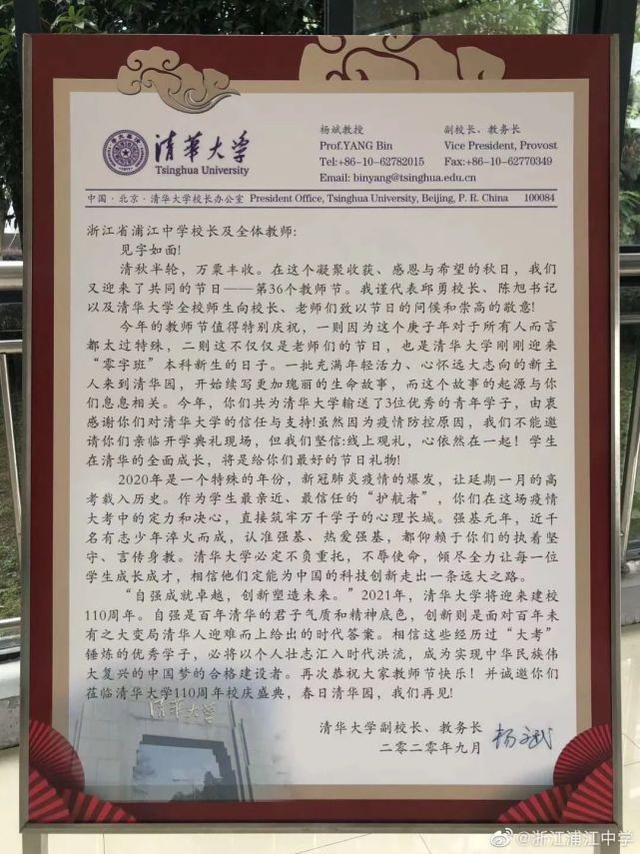 清华大学
Tsinghua University
杨斌教授
Prof.YANG Bin
Tel:+86-10-62782015
Email: binyang@tsinghua.edu.cn
副校长、教务长
Vice President, Provost
Fax:+86-10-62770349
中国·北京·清华大学校长办公室 President Office, Tsinghua University, Beijing, P. R. China 100084
浙江省浦江中学校长及全体教师:
见字如面!
清秋半轮，万粟丰收。在这个凝聚收获、感恩与希望的秋日，我们
又迎来了共同的节日——第36个教师节。我谨代表邱勇校长、陈旭书记
以及清华大学全校师生向校长、老师们致以节日的问候和崇高的敬意!
今年的教师节值得特别庆祝，一则因为这个庚子年对于所有人而言
都太过特殊，二则这不仅仅是老师们的节日，也是清华大学刚刚迎来
“零字班”本科新生的日子。一批充满年轻活力、心怀远大志向的新主
人来到清华园，开始续写更加瑰丽的生命故事，而这个故事的起源与你
们息息相关。今年，你们共为清华大学输送了3位优秀的青年学子，由衷
感谢你们对清华大学的信任与支持!虽然因为疫情防控原因，我们不能邀
请你们亲临开学典礼现场，但我们坚信:线上观礼，心依然在一起! 学生
在清华的全面成长，将是给你们最好的节日礼物!
2020年是一个特殊的年份，新冠肺炎疫情的爆发，让延期一月的高
考载入历史。作为学生最亲近、最信任的“护航者”，你们在这场疫情
大考中的定力和决心，直接筑牢万千学子的心理长城。强基元年，近千
名有志少年淬火而成，认准强基、热爱强基，都仰赖于你们的执着坚
守、言传身教。清华大学必定不负重托，不辱使命，倾尽全力让每一位
学生成长成才，相信他们定能为中国的科技创新走出一条远大之路。
“自强成就卓越，创新塑造未来。”2021年，清华大学将迎来建校
110周年。自强是百年清华的君子气质和精神底色，创新则是面对百年未
有之大变局清华人迎难而上给出的时代答案。相信这些经历过“大考”
锤炼的优秀学子，必将以个人壮志汇入时代洪流，成为实现中华民族伟
大复兴的中国梦的合格建设者。再次恭祝大家教师节快乐! 并诚邀你们
莅临清华大学110周年校庆盛典，春日清华园，我们再见!
清华大学
清华大学副校长、教务长
杨斌
二零二零年九月
@浙江浦江中学